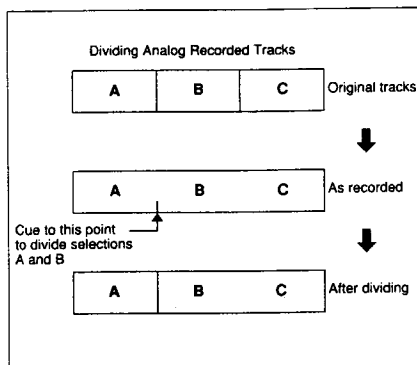 Dividing Analog Recorded Tracks
A B C Original tracks
A B C As recorded
Cue to this point
to divide selections
A and B
A B C After dividing